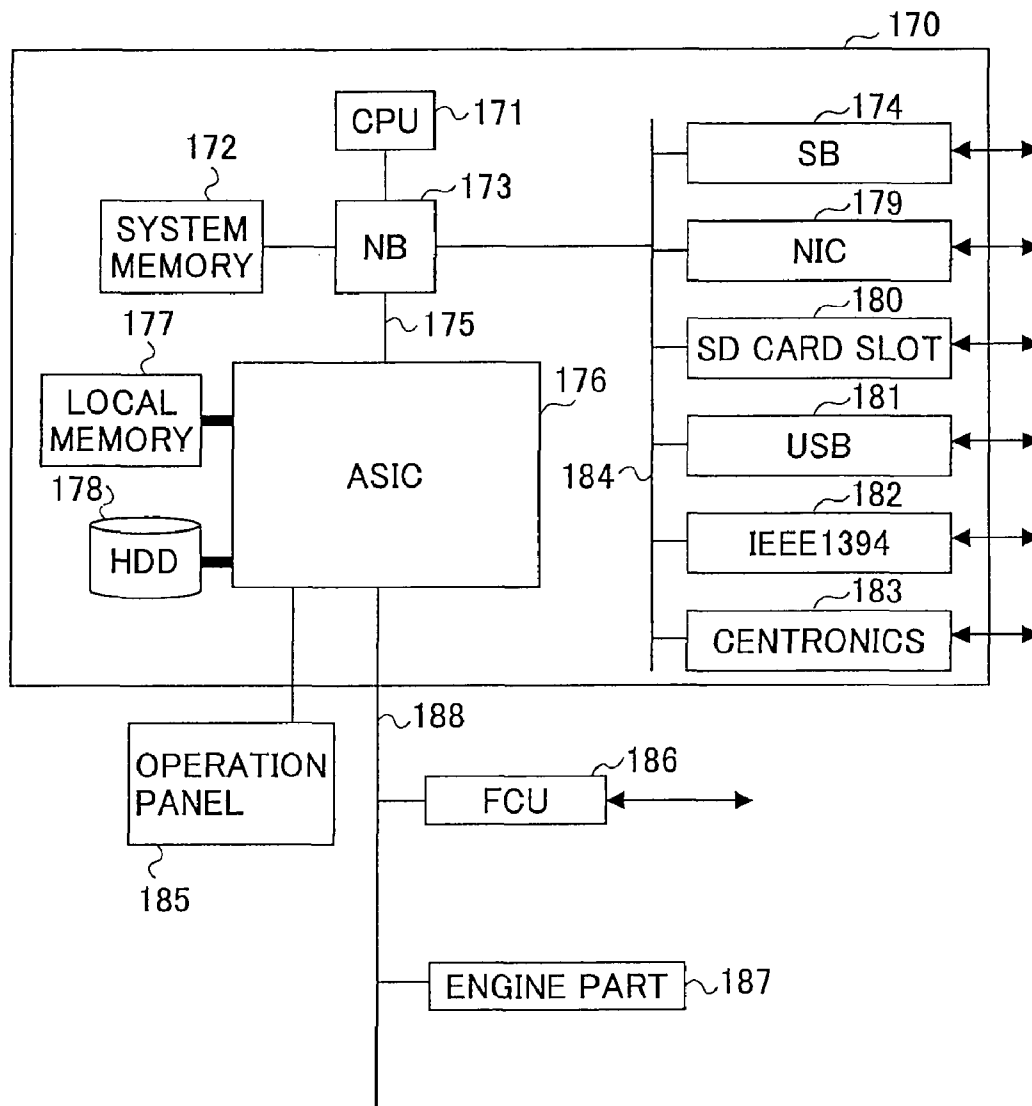 170
CPU
171
172
SYSTEM
MEMORY
173
NB
174
SB
179
NIC
175
180
SD CARD SLOT
177
LOCAL
MEMORY
176
ASIC
181
USB
184
178
HDD
182
IEEE1394
183
CENTRONICS
188
OPERATION
PANEL
185
186
FCU
ENGINE PART
187